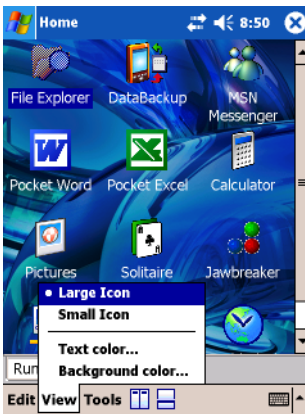 Home 8:50
File Explorer DataBackup MSN Messenger
Pocket Word Pocket Excel Calculator
Pictures Solitaire Jawbreaker
Large Icon
Small Icon
Text color...
Background color...
Run
Edit View Tools